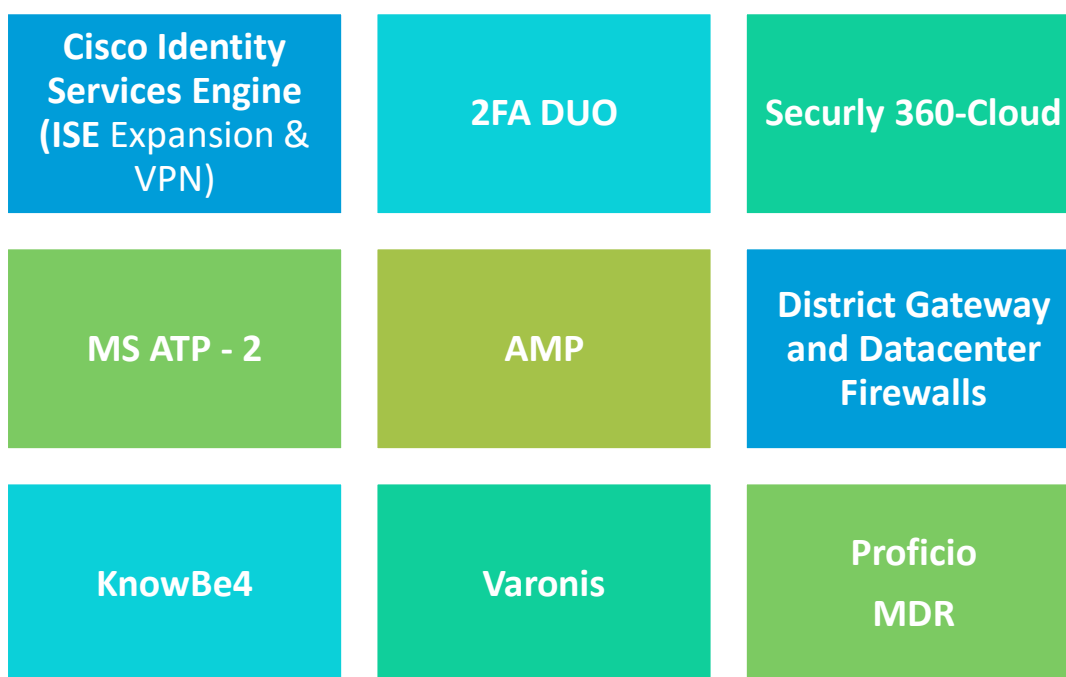 Cisco Identity
Services Engine
(ISE Expansion &
VPN)
2FA DUO
Securly 360-Cloud
MS ATP - 2
AMP
District Gateway
and Datacenter
Firewalls
KnowBe4
Varonis
Proficio
MDR